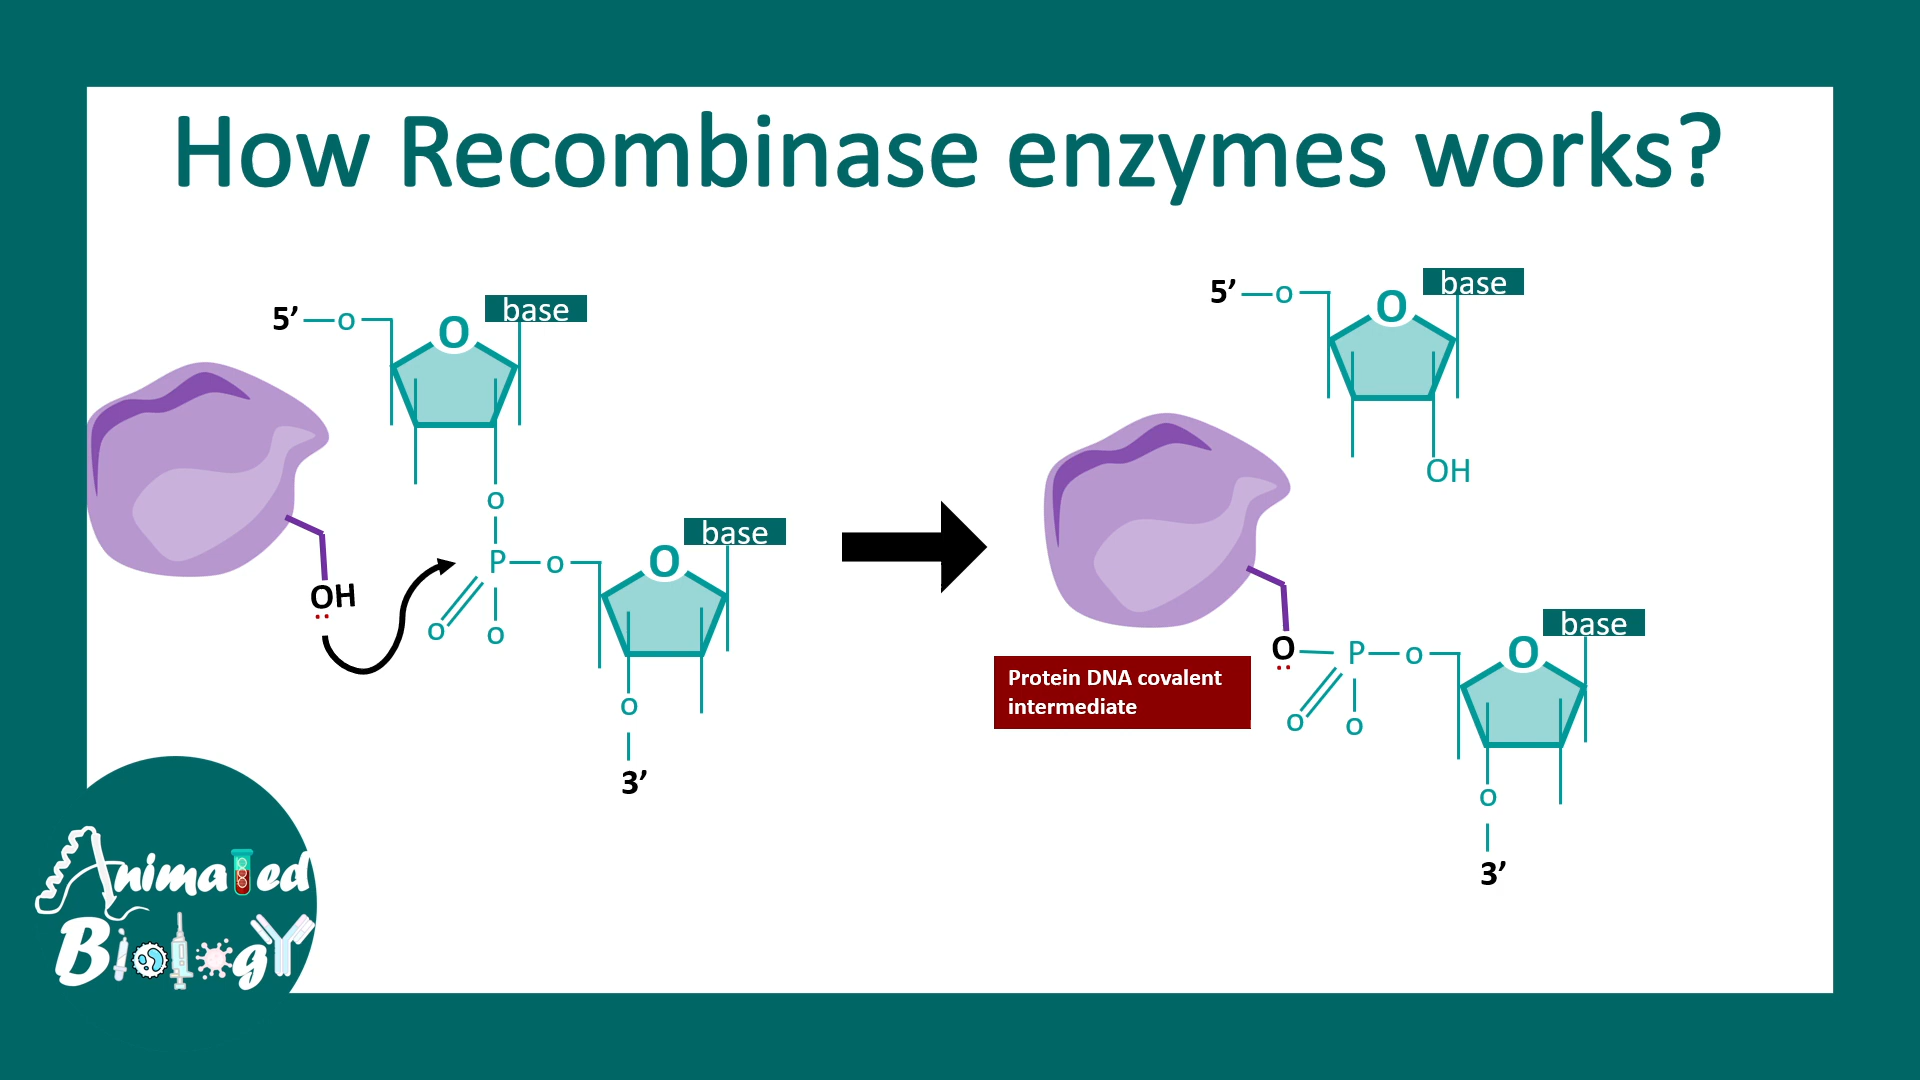 How Recombinase enzymes works?
5’
o
O
base
OH
o
P
o
o
o
O
base
o
3’
5’
o
O
base
OH
O
P
o
o
o
O
base
o
3’
Protein DNA covalent
intermediate
Animated
Biology